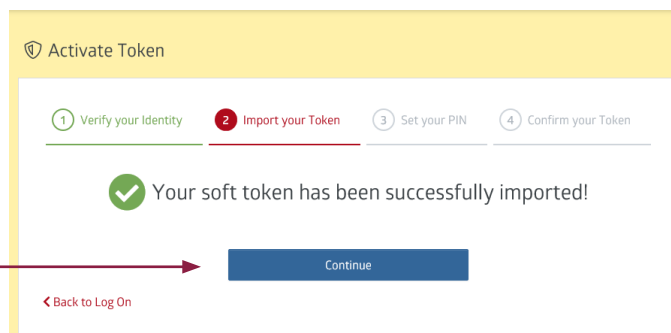 Activate Token
1 Verify your Identity 2 Import your Token 3 Set your PIN 4 Confirm your Token
Your soft token has been successfully imported!
Continue
Back to Log On